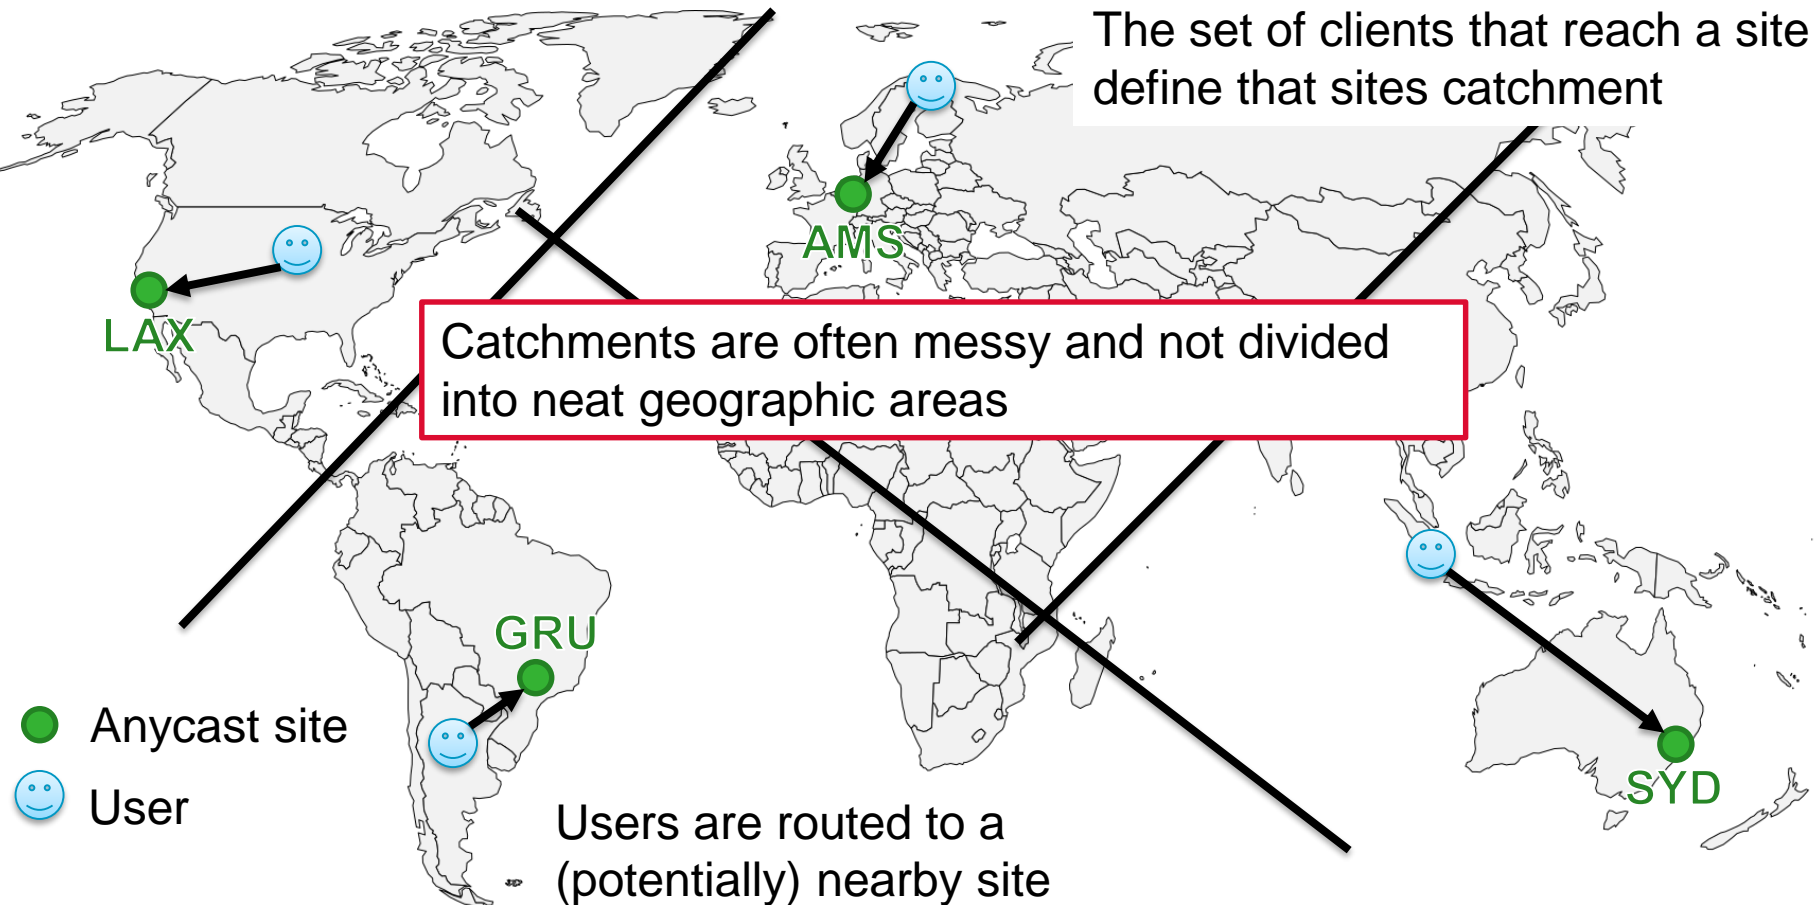 The set of clients that reach a site
define that sites catchment
AMS
LAX
Catchments are often messy and not divided
into neat geographic areas
GRU
Anycast site
User
SYD
Users are routed to a
(potentially) nearby site